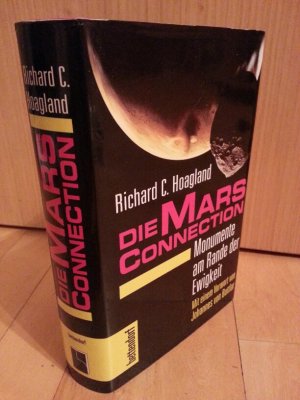 Richard C.
Hoagland
DIE MARS
CONNECTION
bettendorf
Richard C. Hoagland
DIE MARS
CONNECTION
Monumente
am Rande der
Ewigkeit
Mit einem Vorwort von
Johannes von
bettendorf